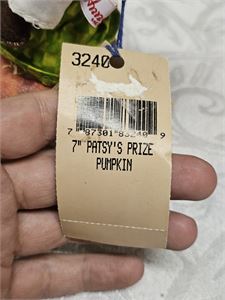 3240
7 87301 83240 9
7" PATSY'S PRIZE
PUMPKIN